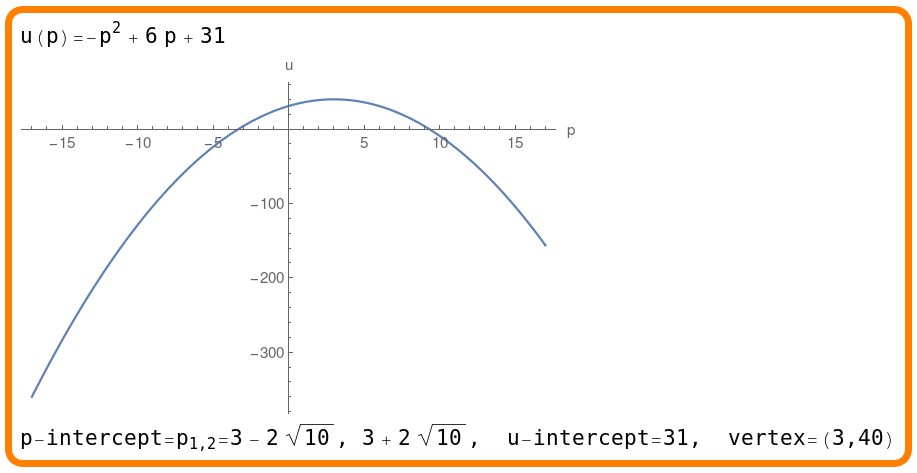 u(p)=-p² + 6 p + 31
u
p
-15 -10 -5 5 10 15
-100
-200
-300
p-intercept=p₁,₂=3 - 2 √10, 3 + 2 √10, u-intercept=31, vertex=(3,40)